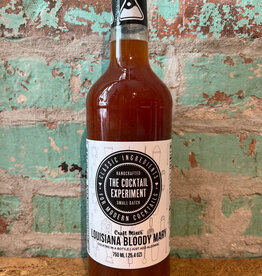 CLASSIC INGREDIENTS
HANDCRAFTED
THE COCKTAIL
EXPERIMENT
SMALL BATCH
FOR MODERN COCKTAILS
Craft Mixer
LOUISIANA BLOODY MARY
750 ML (25.4 OZ)